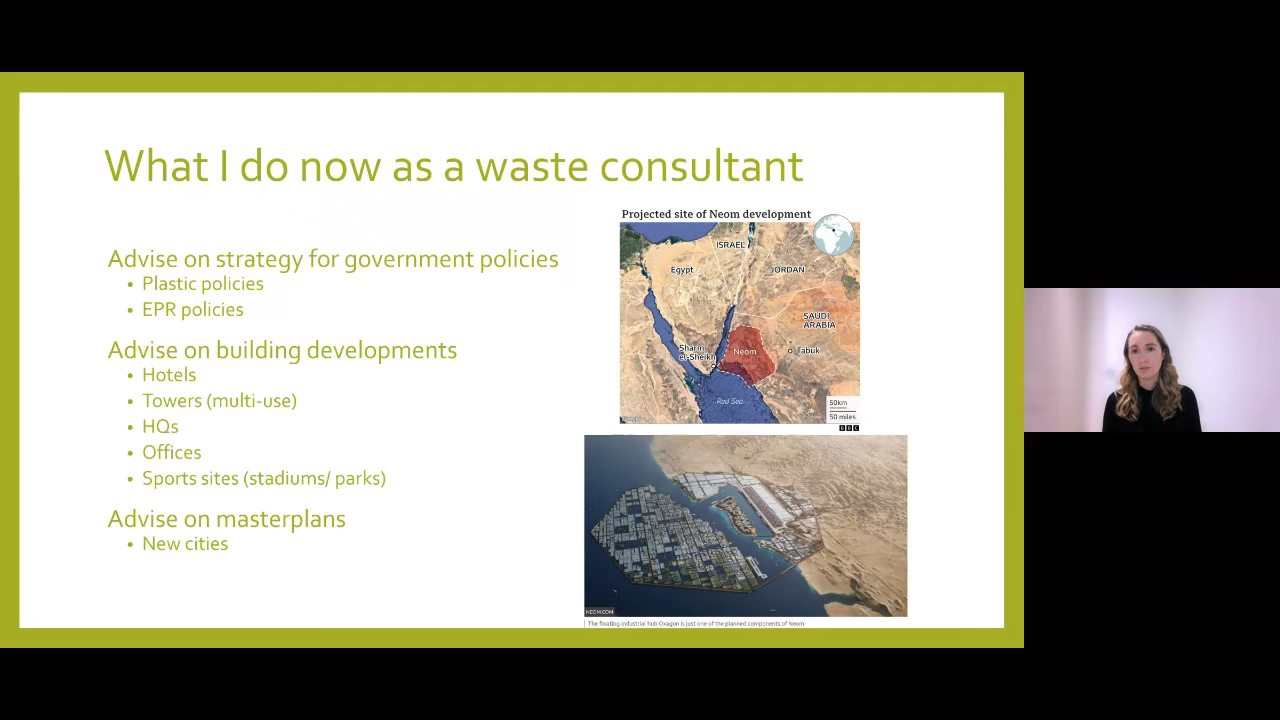 What I do now as a waste consultant
Advise on strategy for government policies
• Plastic policies
• EPR policies
Advise on building developments
• Hotels
• Towers (multi-use)
• HQs
• Offices
• Sports sites (stadiums/ parks)
Advise on masterplans
• New cities
Projected site of Neom development
ISRAEL
Egypt
JORDAN
SAUDI
ARABIA
Sharm
el-Sheikh
Neom
Tabuk
Red Sea
50km
50 miles
Google
BBC
NEOM.COM
The floating industrial hub Oxagon is just one of the planned components of Neom